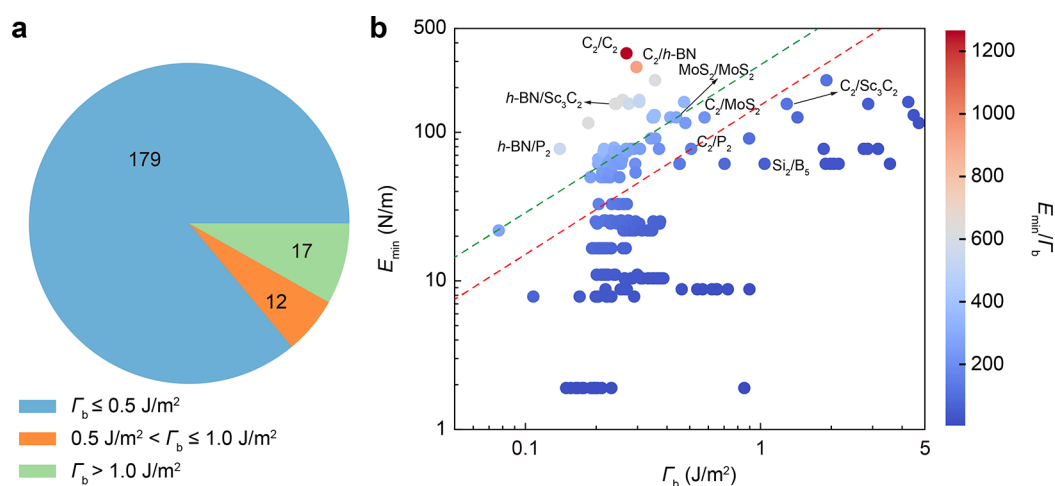 a
179
17
12
Γb ≤ 0.5 J/m²
0.5 J/m² < Γb ≤ 1.0 J/m²
Γb > 1.0 J/m²
b
500
100
10
1
Emin (N/m)
0.1
1
5
Γb (J/m²)
C₂/C₂
C₂/h-BN
MoS₂/MoS₂
h-BN/Sc₃C₂
C₂/MoS₂
C₂/Sc₃C₂
h-BN/P₂
C₂/P₂
Si₂/B₅
1200
1000
800
600
400
200
Emin/Γb